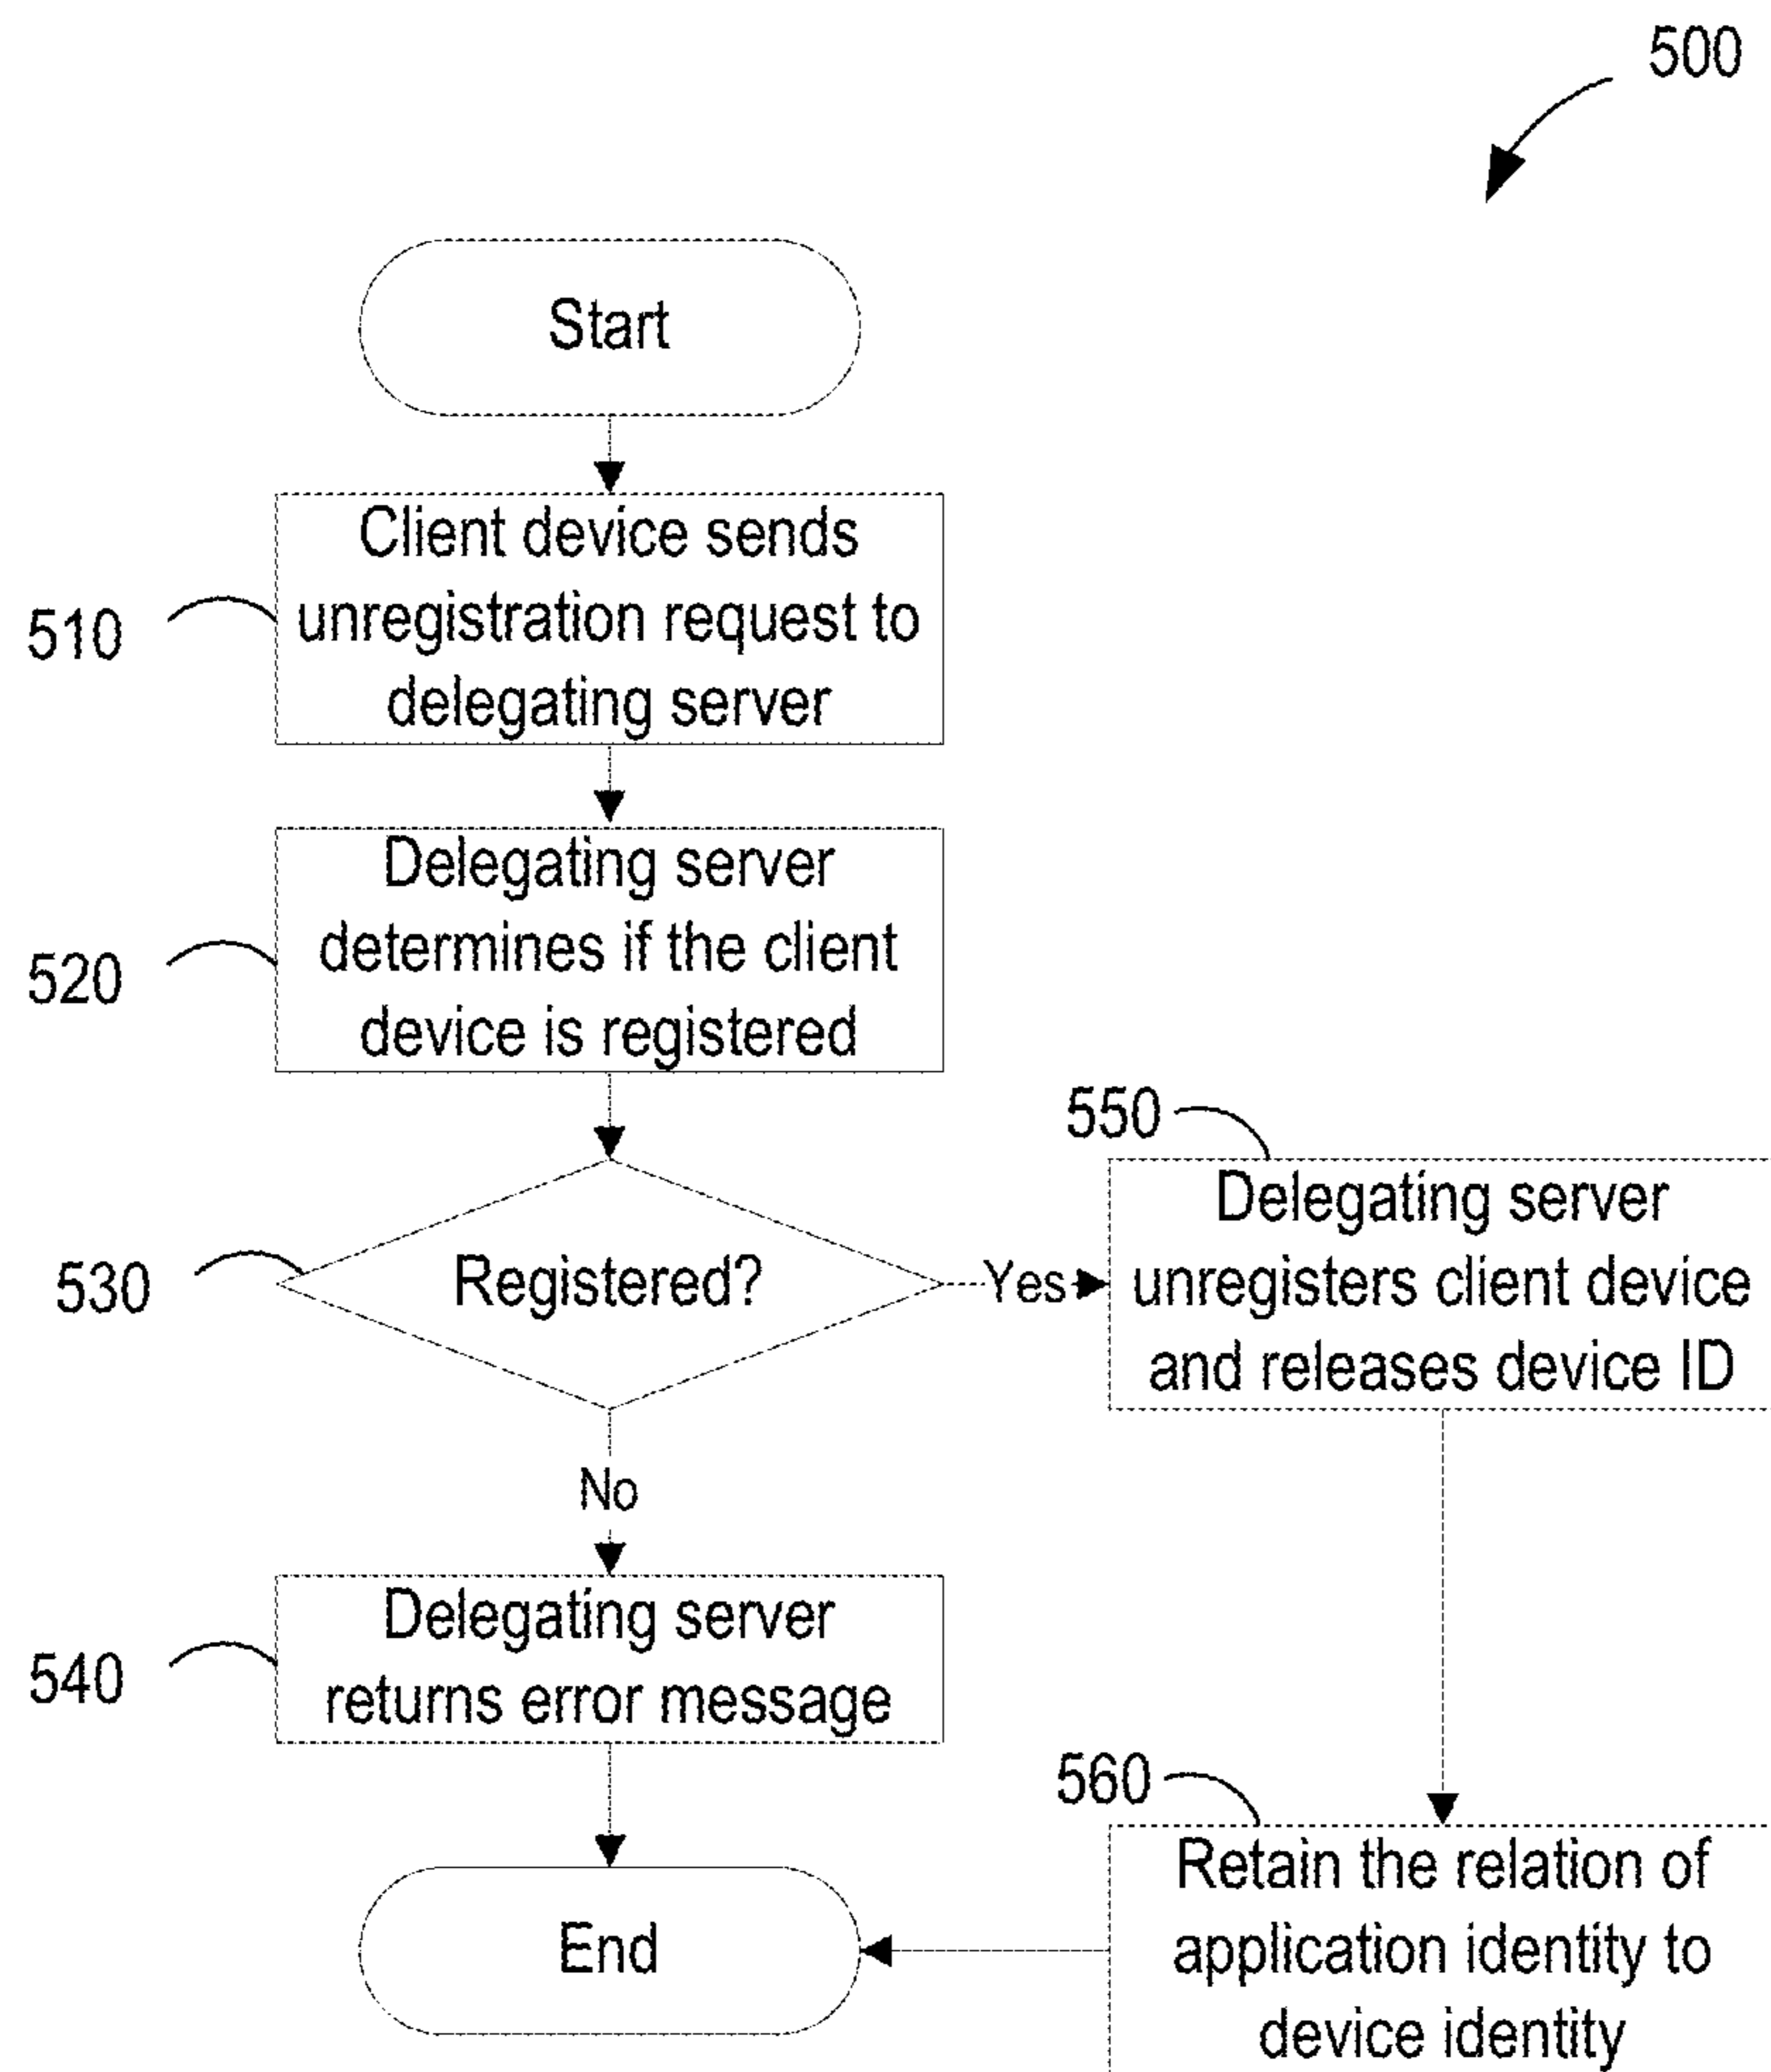 500
Start
510
Client device sends
unregistration request to
delegating server
520
Delegating server
determines if the client
device is registered
530
Registered?
Yes
550
Delegating server
unregisters client device
and releases device ID
No
540
Delegating server
returns error message
560
Retain the relation of
application identity to
device identity
End